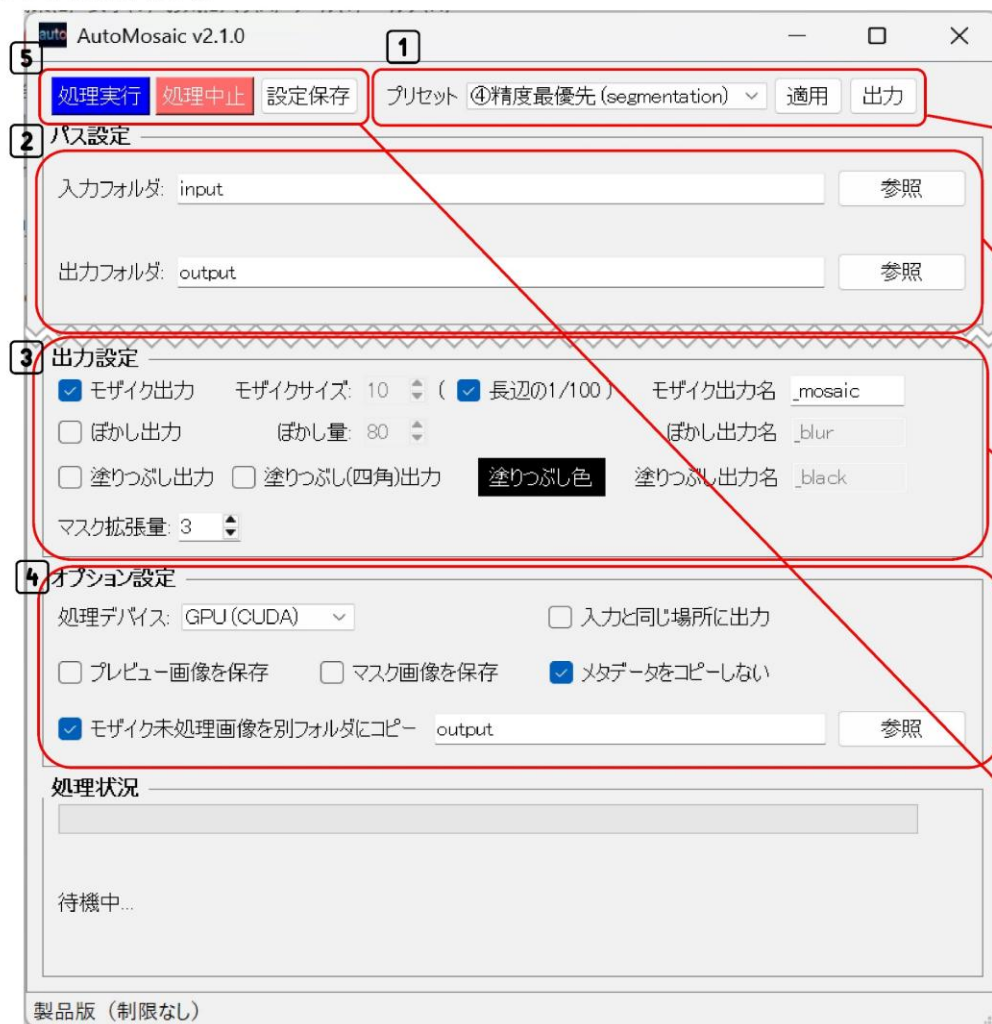 auto AutoMosaic v2.1.0
5
1
処理実行 処理中止 設定保存 プリセット ④精度最優先(segmentation) 適用 出力
2 パス設定
入力フォルダ: input 参照
出力フォルダ: output 参照
3 出力設定
モザイク出力 モザイクサイズ: 10 ( 長辺の1/100 ) モザイク出力名 _mosaic
ぼかし出力 ぼかし量: 80 ぼかし出力名 _blur
塗りつぶし出力 塗りつぶし(四角)出力 塗りつぶし色 塗りつぶし出力名 _black
マスク拡張量: 3
4 オプション設定
処理デバイス: GPU(CUDA) 入力と同じ場所に出力
プレビュー画像を保存 マスク画像を保存 メタデータをコピーしない
モザイク未処理画像を別フォルダにコピー output 参照
処理状況
待機中...
製品版（制限なし）